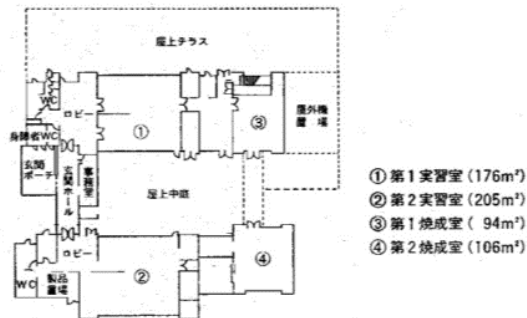 屋上テラス
WC
ロビー
①
③
屋外機
置場
身障者WC
玄関
ポーチ
玄関ホール
事務室
屋上中庭
ロビー
②
④
WC
製品
置場
①第1実習室(176m²)
②第2実習室(205m²)
③第1焼成室( 94m²)
④第2焼成室(106m²)